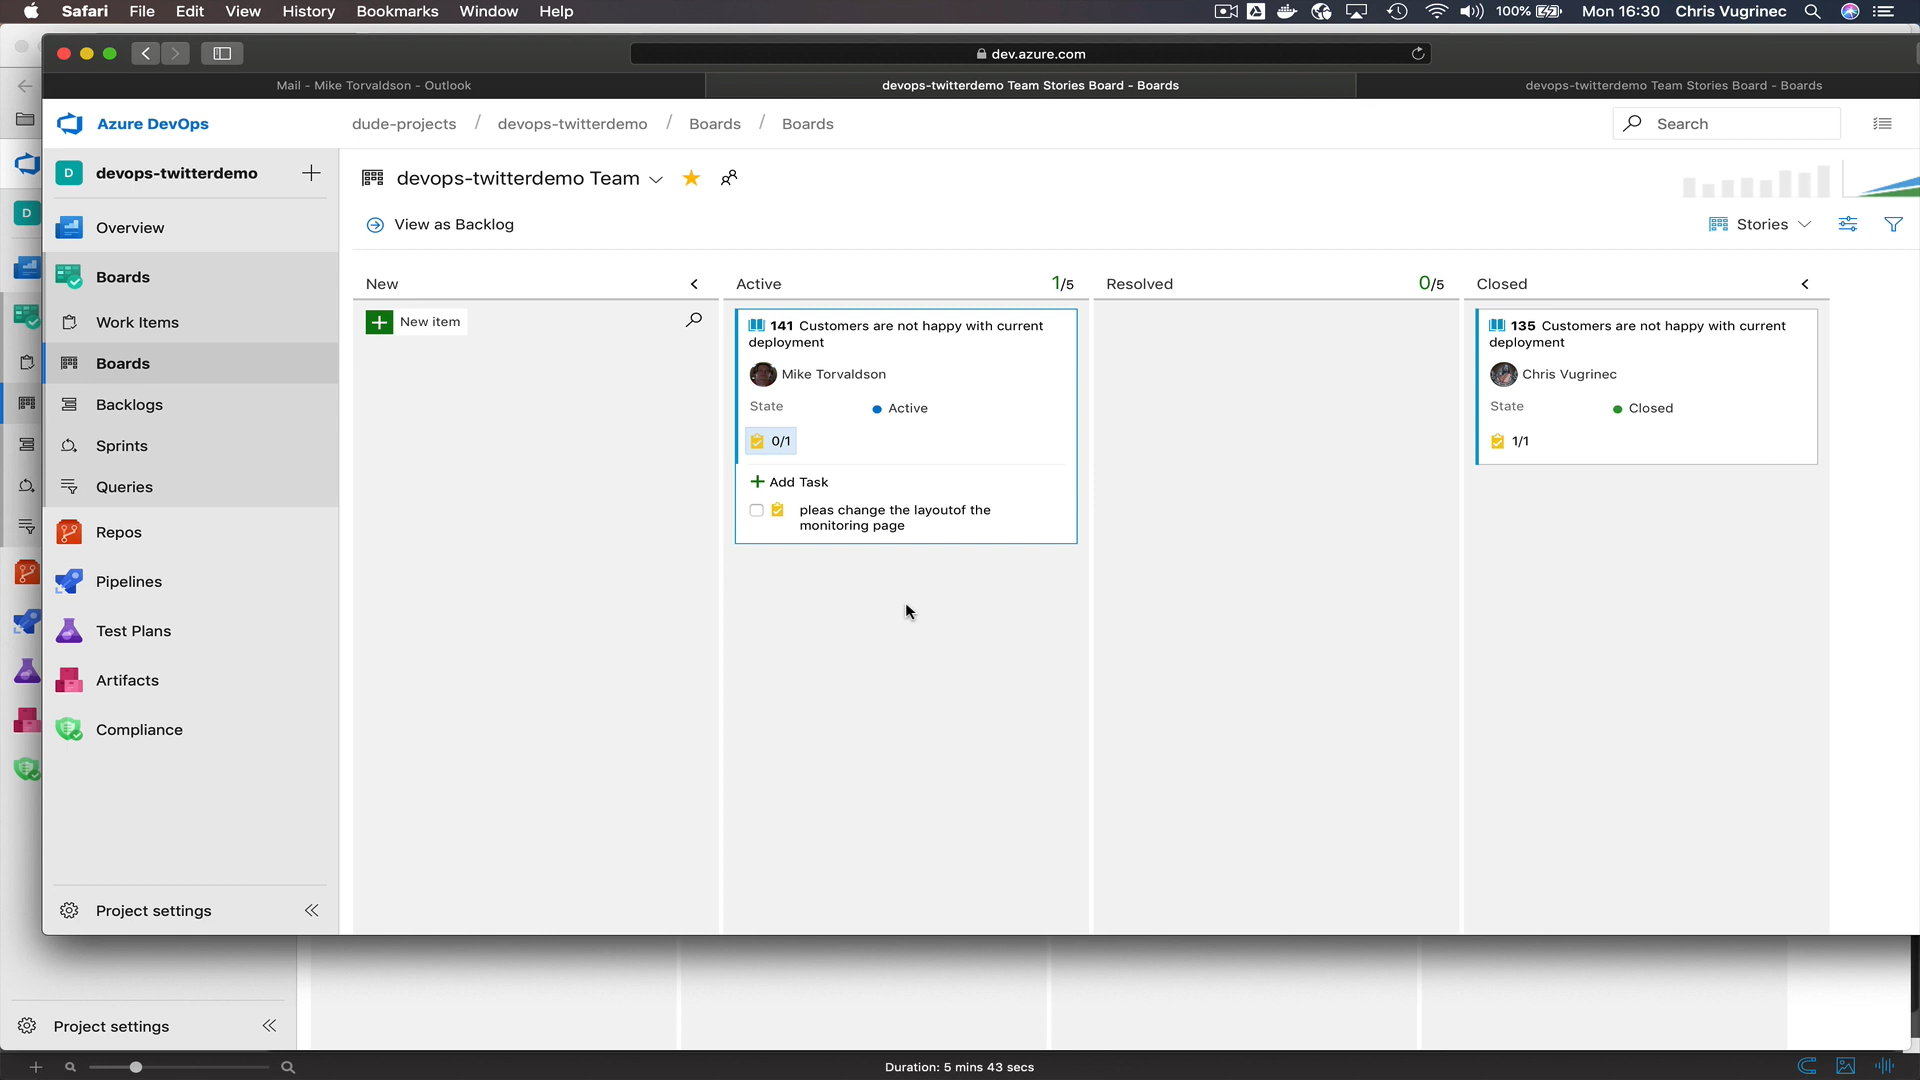 Safari File Edit View History Bookmarks Window Help 100% Mon 16:30 Chris Vugrinec
dev.azure.com
Mail - Mike Torvaldson - Outlook
devops-twitterdemo Team Stories Board - Boards
devops-twitterdemo Team Stories Board - Boards
Azure DevOps
dude-projects / devops-twitterdemo / Boards / Boards
Search
D devops-twitterdemo
Overview
Boards
Work Items
Boards
Backlogs
Sprints
Queries
Repos
Pipelines
Test Plans
Artifacts
Compliance
Project settings
devops-twitterdemo Team
View as Backlog
Stories
New
New item
Active 1/5
141 Customers are not happy with current
deployment
Mike Torvaldson
State Active
0/1
Add Task
pleas change the layoutof the
monitoring page
Resolved 0/5
Closed
135 Customers are not happy with current
deployment
Chris Vugrinec
State Closed
1/1
D
Project settings
Duration: 5 mins 43 secs